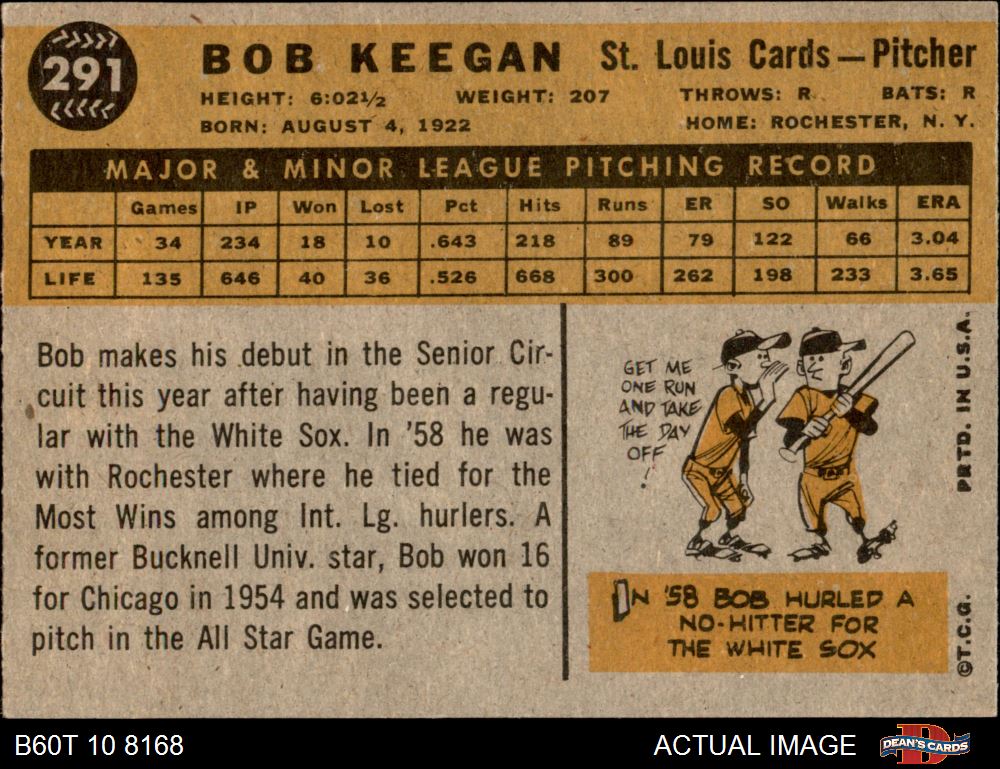 291
BOB KEEGAN St. Louis Cards — Pitcher
HEIGHT: 6:02½ WEIGHT: 207 THROWS: R BATS: R
BORN: AUGUST 4, 1922 HOME: ROCHESTER, N. Y.
MAJOR & MINOR LEAGUE PITCHING RECORD
Games IP Won Lost Pct Hits Runs ER SO Walks ERA
YEAR 34 234 18 10 .643 218 89 79 122 66 3.04
LIFE 135 646 40 36 .526 668 300 262 198 233 3.65
Bob makes his debut in the Senior Cir-
cuit this year after having been a regu-
lar with the White Sox. In '58 he was
with Rochester where he tied for the
Most Wins among Int. Lg. hurlers. A
former Bucknell Univ. star, Bob won 16
for Chicago in 1954 and was selected to
pitch in the All Star Game.
GET ME
ONE RUN
AND TAKE
THE DAY
OFF
!
IN '58 BOB HURLED A
NO-HITTER FOR
THE WHITE SOX
©T.C.G. PRTD. IN U.S.A.
B60T 10 8168 ACTUAL IMAGE D DEAN'S CARDS